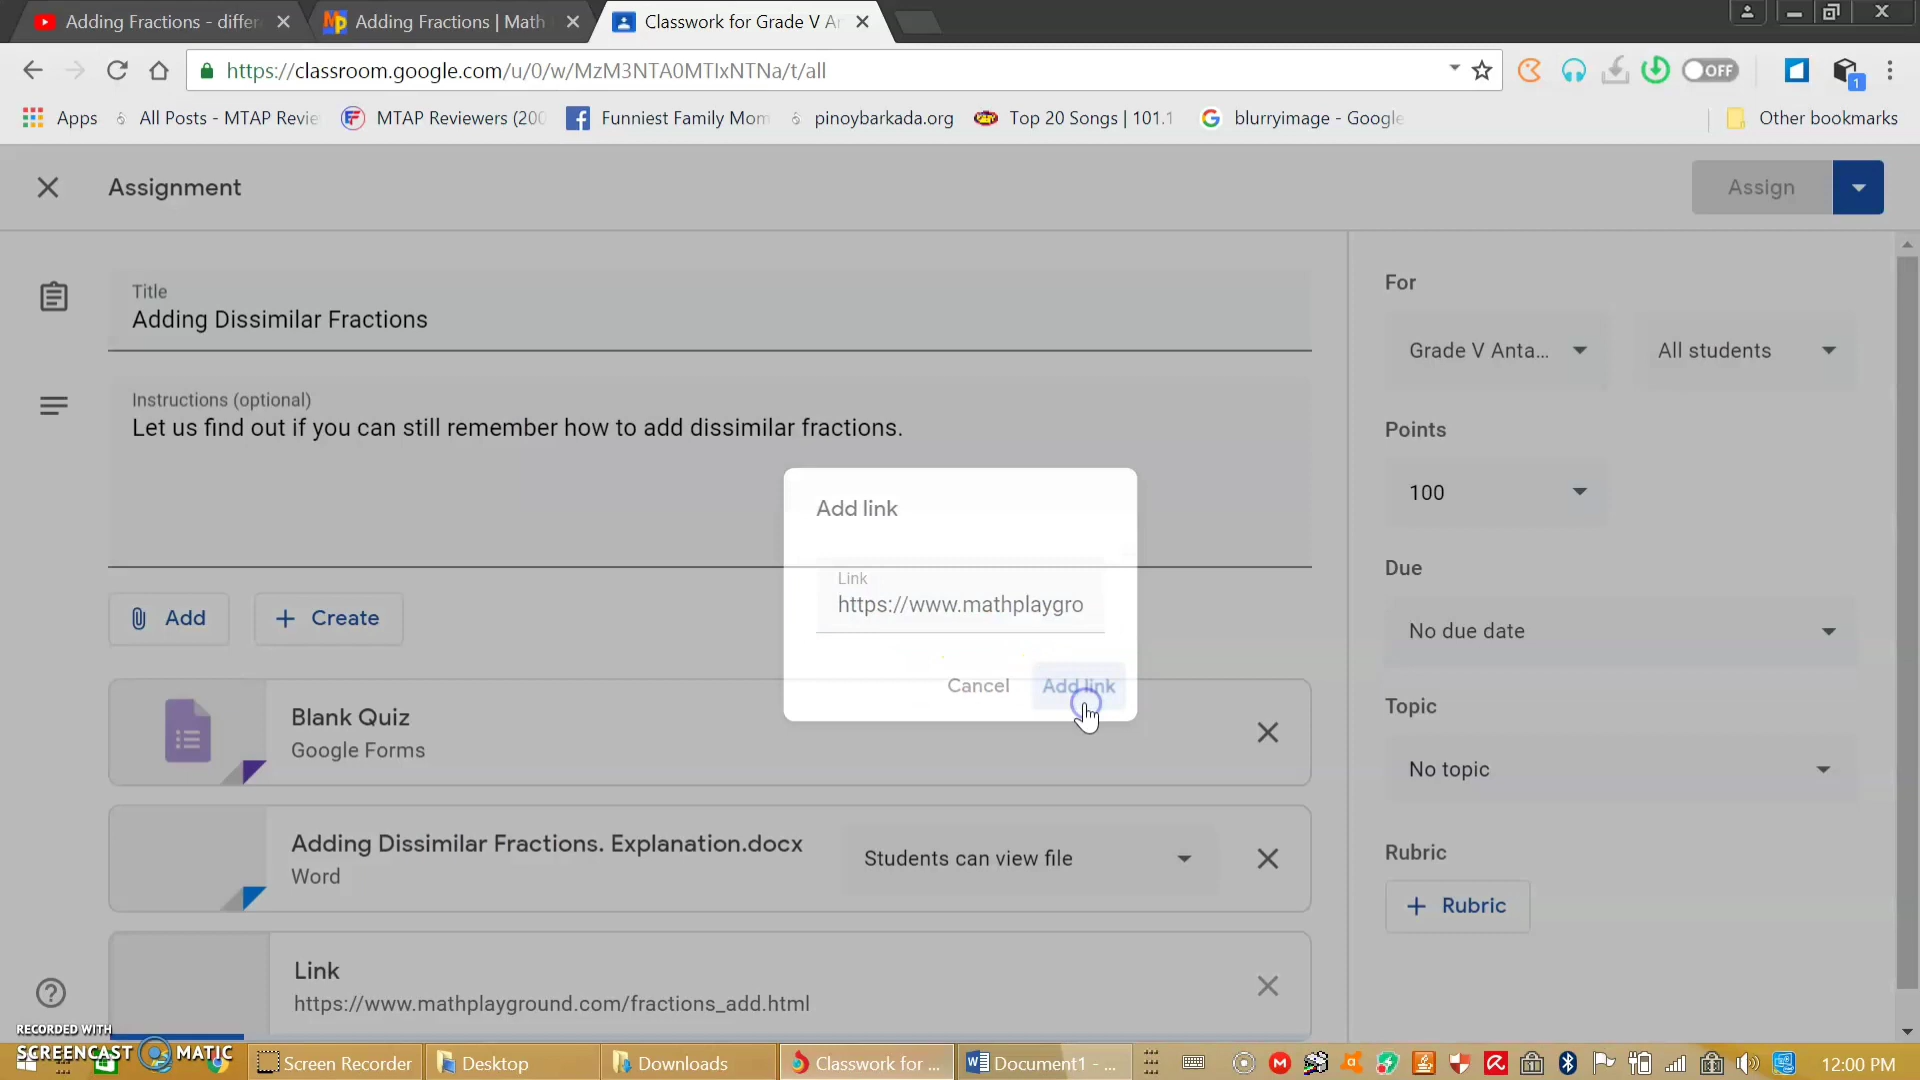 Adding Fractions - differ
Adding Fractions | Math
Classwork for Grade V An
https://classroom.google.com/u/0/w/MzM3NTA0MTIxNTNa/t/all
OFF
1
Apps
All Posts - MTAP Revie
MTAP Reviewers (200
Funniest Family Mom
pinoybarkada.org
Top 20 Songs | 101.1
blurryimage - Google
Other bookmarks
Assignment
Assign
Title
Adding Dissimilar Fractions
Instructions (optional)
Let us find out if you can still remember how to add dissimilar fractions.
Add
Create
Add link
Link
https://www.mathplaygro
Cancel
Add link
Blank Quiz
Google Forms
Adding Dissimilar Fractions. Explanation.docx
Word
Students can view file
Link
https://www.mathplayground.com/fractions_add.html
For
Grade V Anta...
All students
Points
100
Due
No due date
Topic
No topic
Rubric
Rubric
RECORDED WITH
SCREENCAST MATIC
Screen Recorder
Desktop
Downloads
Classwork for ...
Document1 - ...
12:00 PM